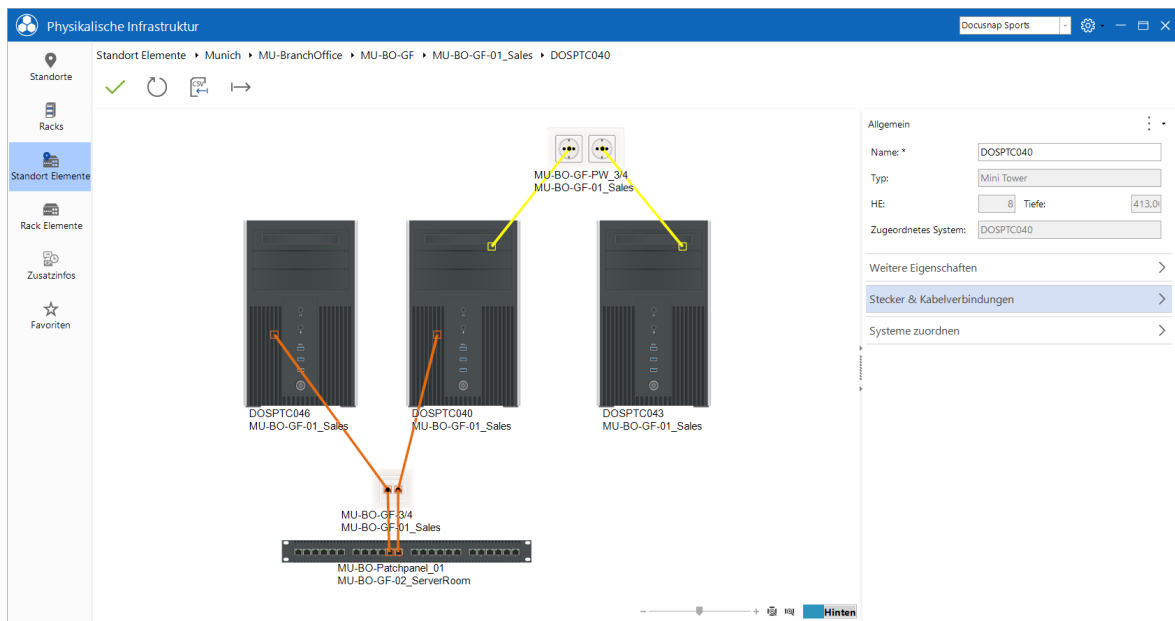 Physikalische Infrastruktur
Docusnap Sports
Standorte
Racks
Standort Elemente
Rack Elemente
Zusatzinfos
Favoriten
Standort Elemente Munich MU-BranchOffice MU-BO-GF MU-BO-GF-01_Sales DOSPTC040
CSV
MU-BO-GF-PW_3/4
MU-BO-GF-01_Sales
DOSPTC046
MU-BO-GF-01_Sales
DOSPTC040
MU-BO-GF-01_Sales
DOSPTC043
MU-BO-GF-01_Sales
MU-BO-GF-3/4
MU-BO-GF-01_Sales
MU-BO-Patchpanel_01
MU-BO-GF-02_ServerRoom
Hinten
Allgemein
Name: * DOSPTC040
Typ: Mini Tower
HE: 8 Tiefe: 413,0
Zugeordnetes System: DOSPTC040
Weitere Eigenschaften
Stecker & Kabelverbindungen
Systeme zuordnen